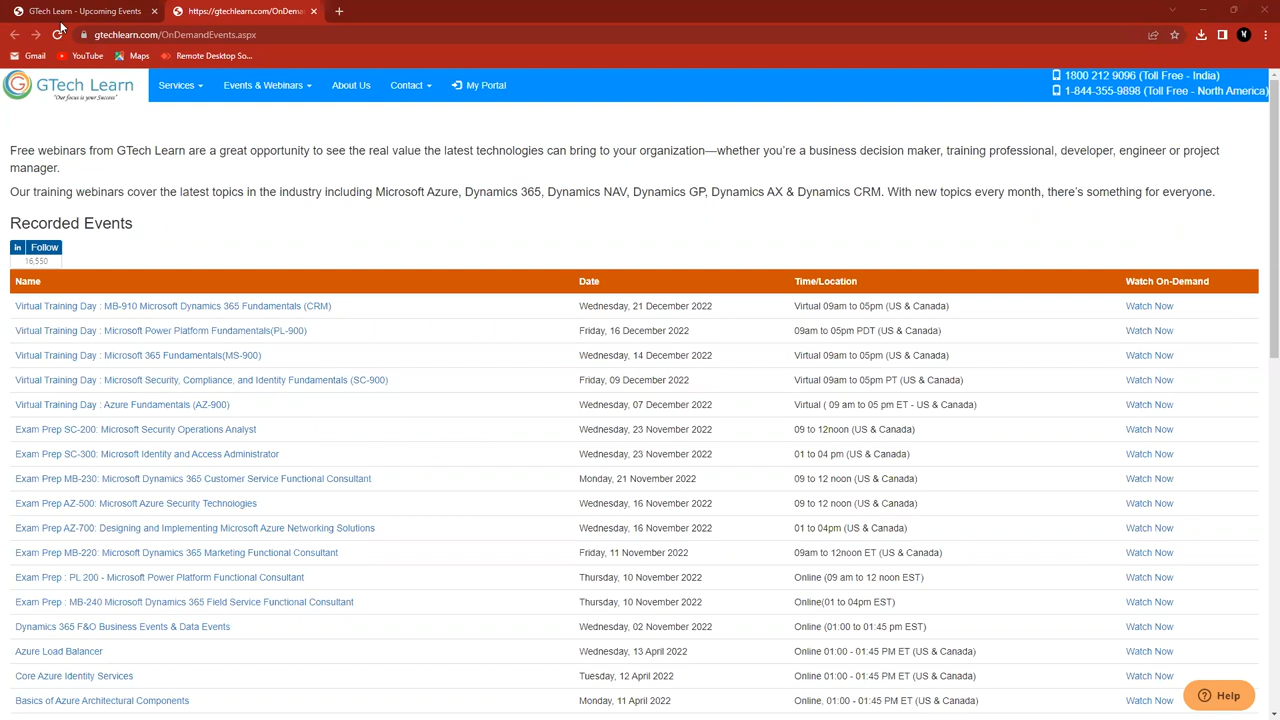 GTech Learn - Upcoming Events
https://gtechlearn.com/OnDema
gtechlearn.com/OnDemandEvents.aspx
Gmail YouTube Maps Remote Desktop So...
GTech Learn
"Our focus is your Success"
Services Events & Webinars About Us Contact My Portal
1800 212 9096 (Toll Free - India)
1-844-355-9898 (Toll Free - North America)
Free webinars from GTech Learn are a great opportunity to see the real value the latest technologies can bring to your organization—whether you're a business decision maker, training professional, developer, engineer or project
manager.
Our training webinars cover the latest topics in the industry including Microsoft Azure, Dynamics 365, Dynamics NAV, Dynamics GP, Dynamics AX & Dynamics CRM. With new topics every month, there's something for everyone.
Recorded Events
in Follow
16,550
Name Date Time/Location Watch On-Demand
Virtual Training Day : MB-910 Microsoft Dynamics 365 Fundamentals (CRM) Wednesday, 21 December 2022 Virtual 09am to 05pm (US & Canada) Watch Now
Virtual Training Day : Microsoft Power Platform Fundamentals(PL-900) Friday, 16 December 2022 09am to 05pm PDT (US & Canada) Watch Now
Virtual Training Day : Microsoft 365 Fundamentals(MS-900) Wednesday, 14 December 2022 Virtual 09am to 05pm (US & Canada) Watch Now
Virtual Training Day : Microsoft Security, Compliance, and Identity Fundamentals (SC-900) Friday, 09 December 2022 Virtual 09am to 05pm PT (US & Canada) Watch Now
Virtual Training Day : Azure Fundamentals (AZ-900) Wednesday, 07 December 2022 Virtual ( 09 am to 05 pm ET - US & Canada) Watch Now
Exam Prep SC-200: Microsoft Security Operations Analyst Wednesday, 23 November 2022 09 to 12noon (US & Canada) Watch Now
Exam Prep SC-300: Microsoft Identity and Access Administrator Wednesday, 23 November 2022 01 to 04 pm (US & Canada) Watch Now
Exam Prep MB-230: Microsoft Dynamics 365 Customer Service Functional Consultant Monday, 21 November 2022 09 to 12 noon (US & Canada) Watch Now
Exam Prep AZ-500: Microsoft Azure Security Technologies Wednesday, 16 November 2022 09 to 12 noon (US & Canada) Watch Now
Exam Prep AZ-700: Designing and Implementing Microsoft Azure Networking Solutions Wednesday, 16 November 2022 01 to 04pm (US & Canada) Watch Now
Exam Prep MB-220: Microsoft Dynamics 365 Marketing Functional Consultant Friday, 11 November 2022 09am to 12noon ET (US & Canada) Watch Now
Exam Prep : PL 200 - Microsoft Power Platform Functional Consultant Thursday, 10 November 2022 Online (09 am to 12 noon EST) Watch Now
Exam Prep : MB-240 Microsoft Dynamics 365 Field Service Functional Consultant Thursday, 10 November 2022 Online(01 to 04pm EST) Watch Now
Dynamics 365 F&O Business Events & Data Events Wednesday, 02 November 2022 Online (01:00 to 01:45 pm EST) Watch Now
Azure Load Balancer Wednesday, 13 April 2022 Online 01:00 - 01:45 PM ET (US & Canada) Watch Now
Core Azure Identity Services Tuesday, 12 April 2022 Online 01:00 - 01:45 PM ET (US & Canada) Watch Now
Basics of Azure Architectural Components Monday, 11 April 2022 Online, 01:00 - 01:45 PM ET (US & Canada) Watch Now
Help